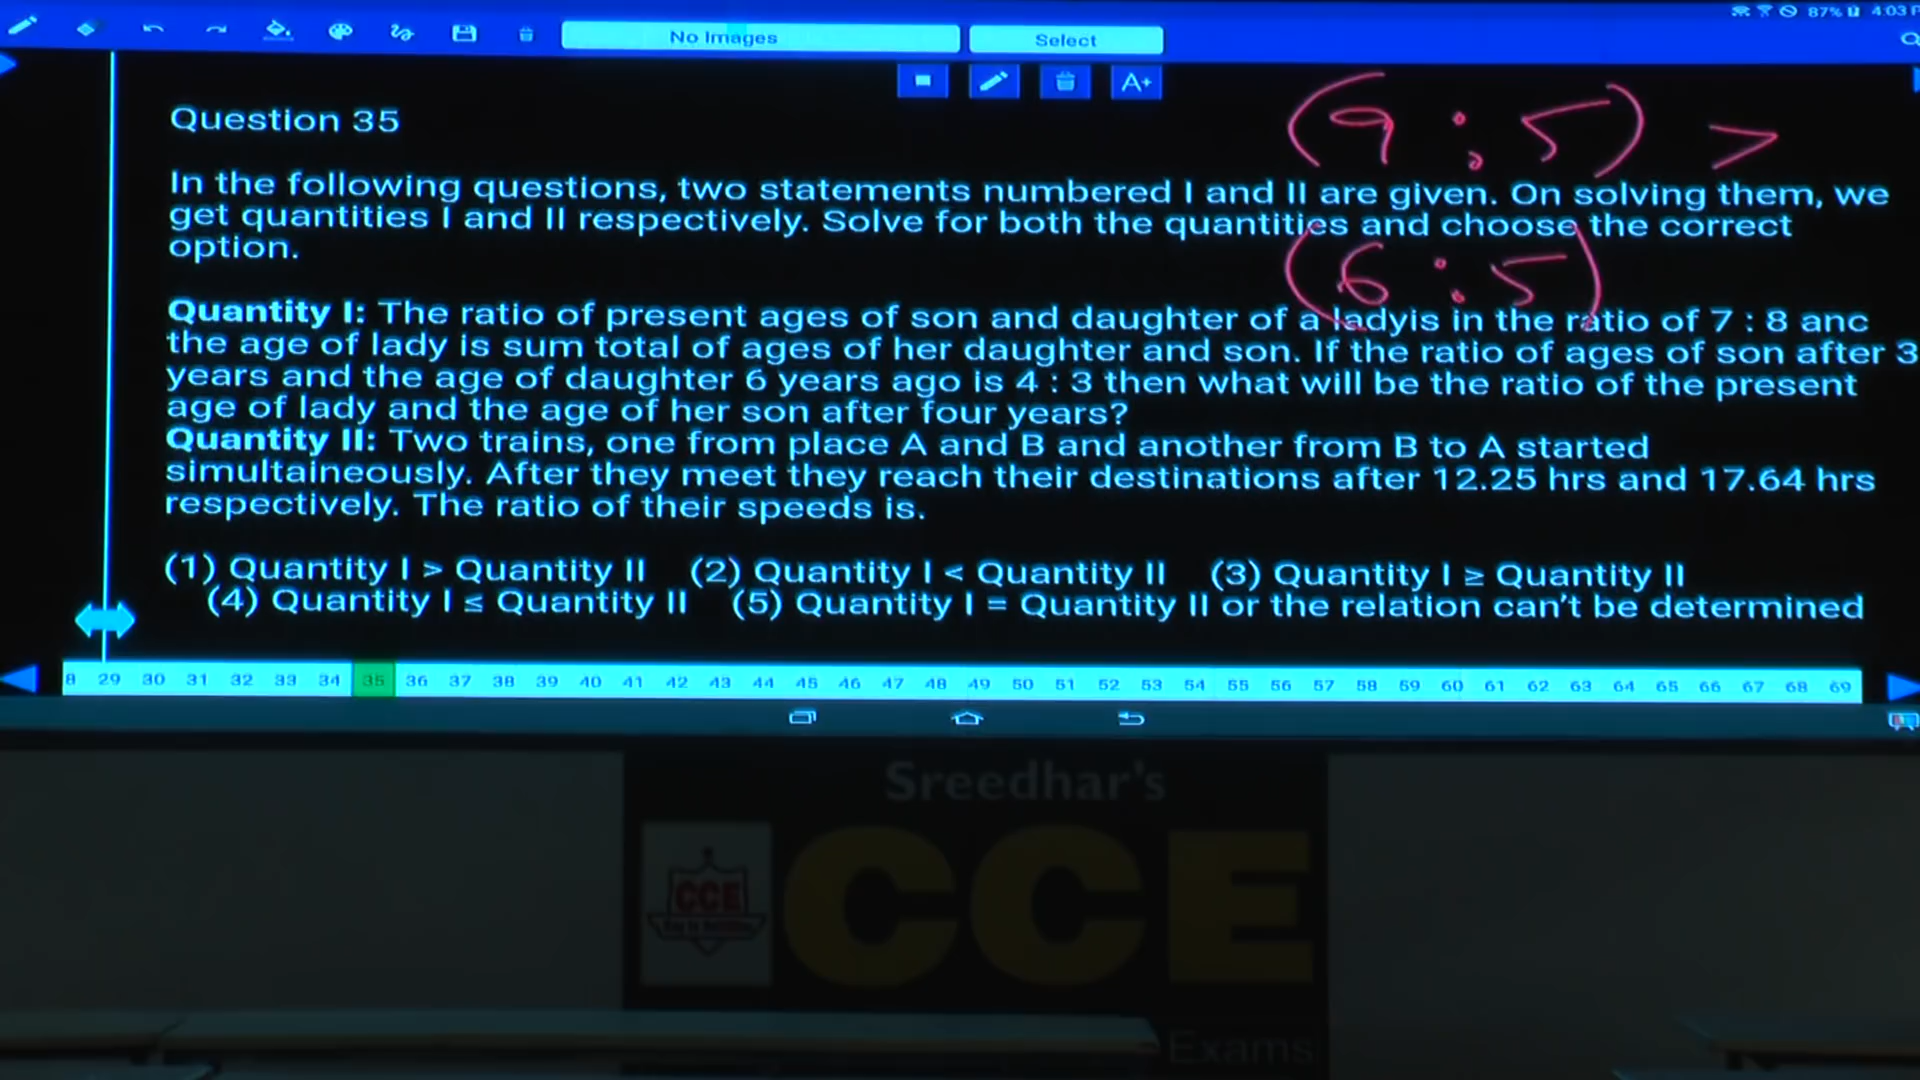 87% 4:03 P
No Images
Select
A+
(9 : 5) >
Question 35
In the following questions, two statements numbered I and II are given. On solving them, we
get quantities I and II respectively. Solve for both the quantities and choose the correct
option.
(6 : 5)
Quantity I: The ratio of present ages of son and daughter of a ladyis in the ratio of 7 : 8 anc
the age of lady is sum total of ages of her daughter and son. If the ratio of ages of son after 3
years and the age of daughter 6 years ago is 4 : 3 then what will be the ratio of the present
age of lady and the age of her son after four years?
Quantity II: Two trains, one from place A and B and another from B to A started
simultaineously. After they meet they reach their destinations after 12.25 hrs and 17.64 hrs
respectively. The ratio of their speeds is.
(1) Quantity I > Quantity II (2) Quantity I < Quantity II (3) Quantity I ≥ Quantity II
(4) Quantity I ≤ Quantity II (5) Quantity I = Quantity II or the relation can't be determined
8 29 30 31 32 33 34 35 36 37 38 39 40 41 42 43 44 45 46 47 48 49 50 51 52 53 54 55 56 57 58 59 60 61 62 63 64 65 66 67 68 69
Sreedhar's
CCE
CCE
Exams